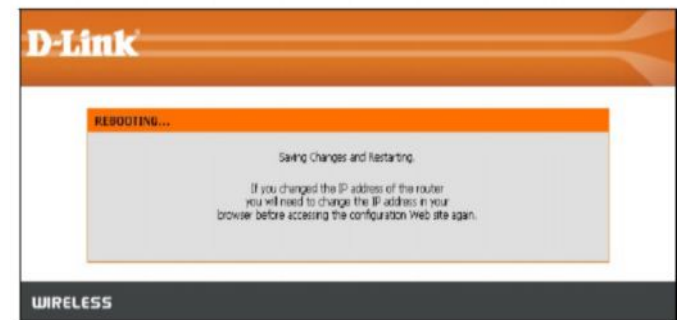 D-Link
REBOOTING...
Saving Changes and Restarting.
If you changed the IP address of the router
you will need to change the IP address in your
browser before accessing the configuration Web site again.
WIRELESS